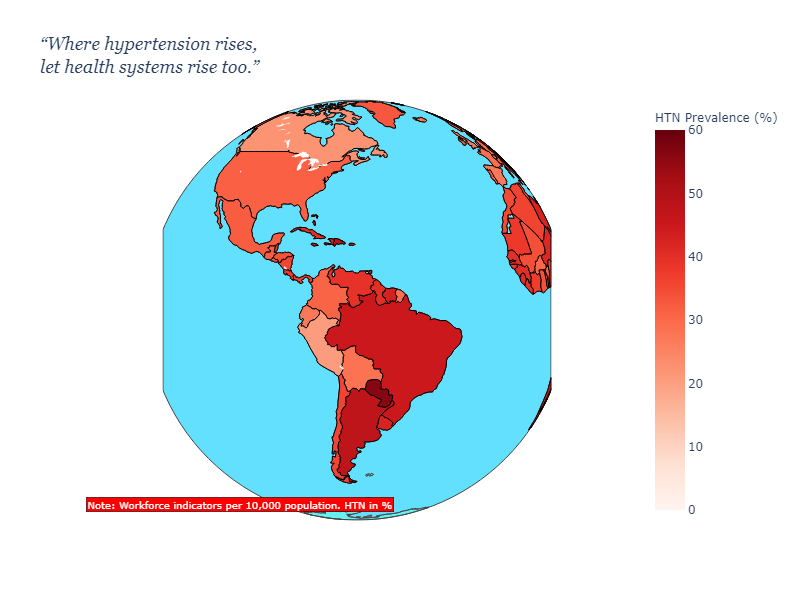 “Where hypertension rises,
let health systems rise too.”
HTN Prevalence (%)
60
50
40
30
20
10
0
Note: Workforce indicators per 10,000 population. HTN in %